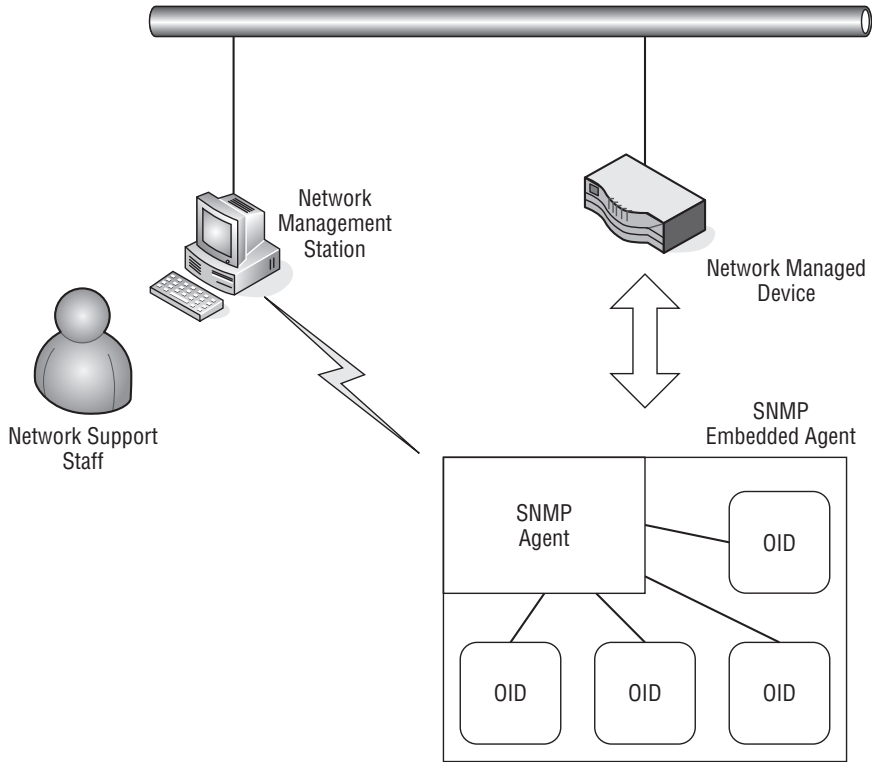 Network
Management
Station
Network Managed
Device
Network Support
Staff
SNMP
Embedded Agent
SNMP
Agent
OID
OID
OID
OID